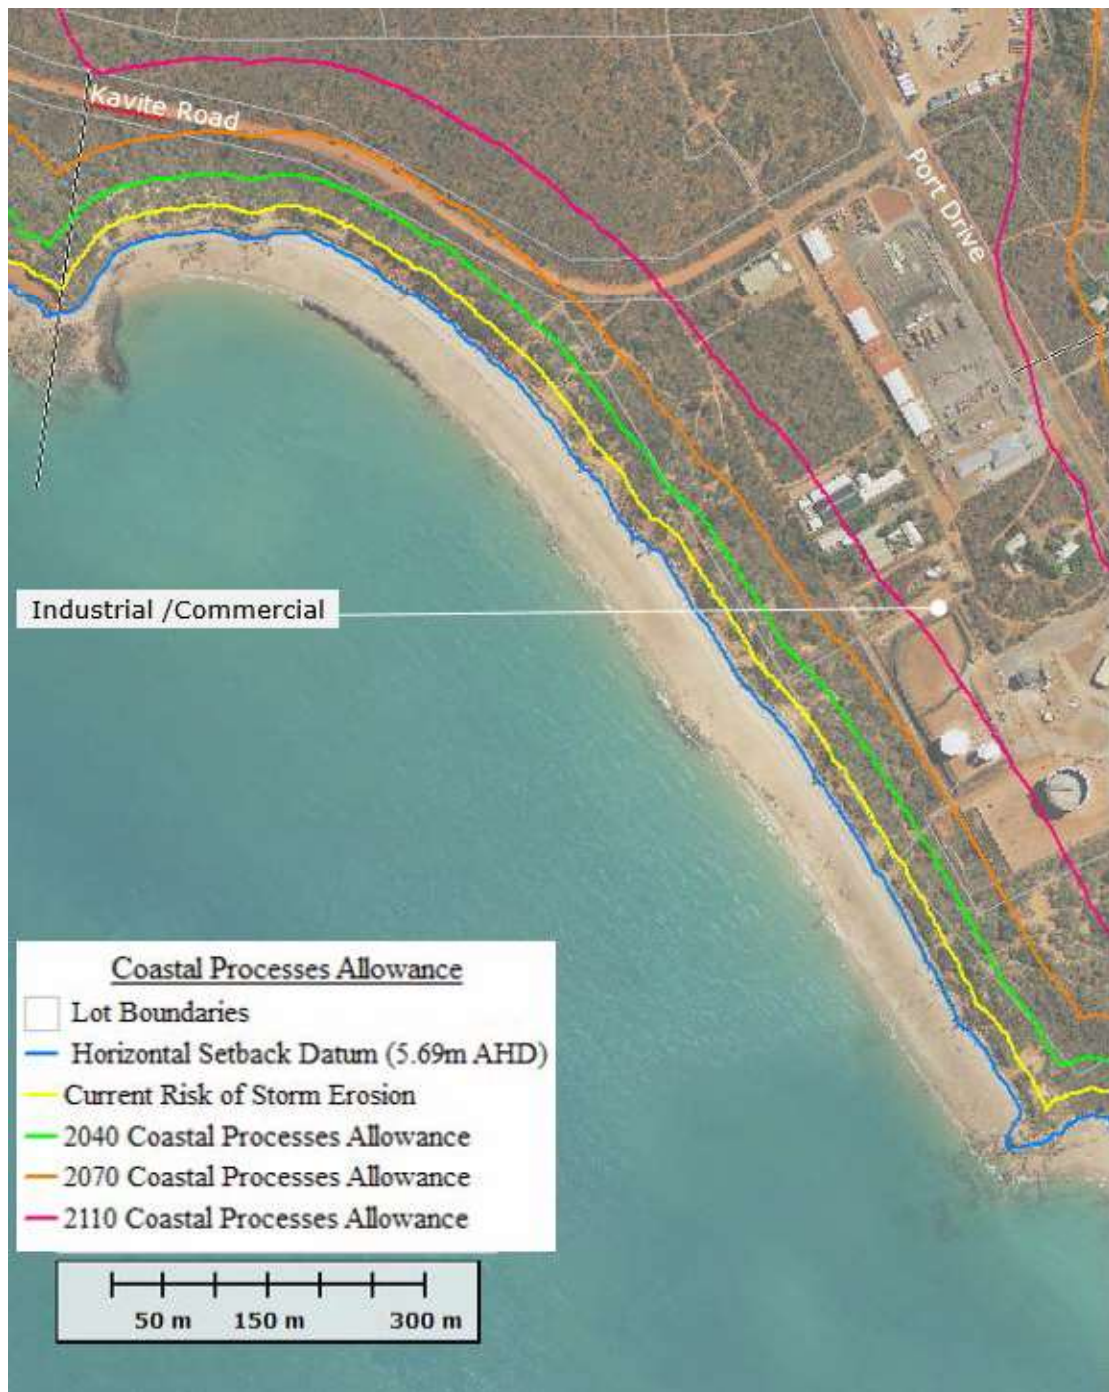 Kavite Road
Port Drive
Industrial /Commercial
Coastal Processes Allowance
Lot Boundaries
Horizontal Setback Datum (5.69m AHD)
Current Risk of Storm Erosion
2040 Coastal Processes Allowance
2070 Coastal Processes Allowance
2110 Coastal Processes Allowance
50 m 150 m 300 m